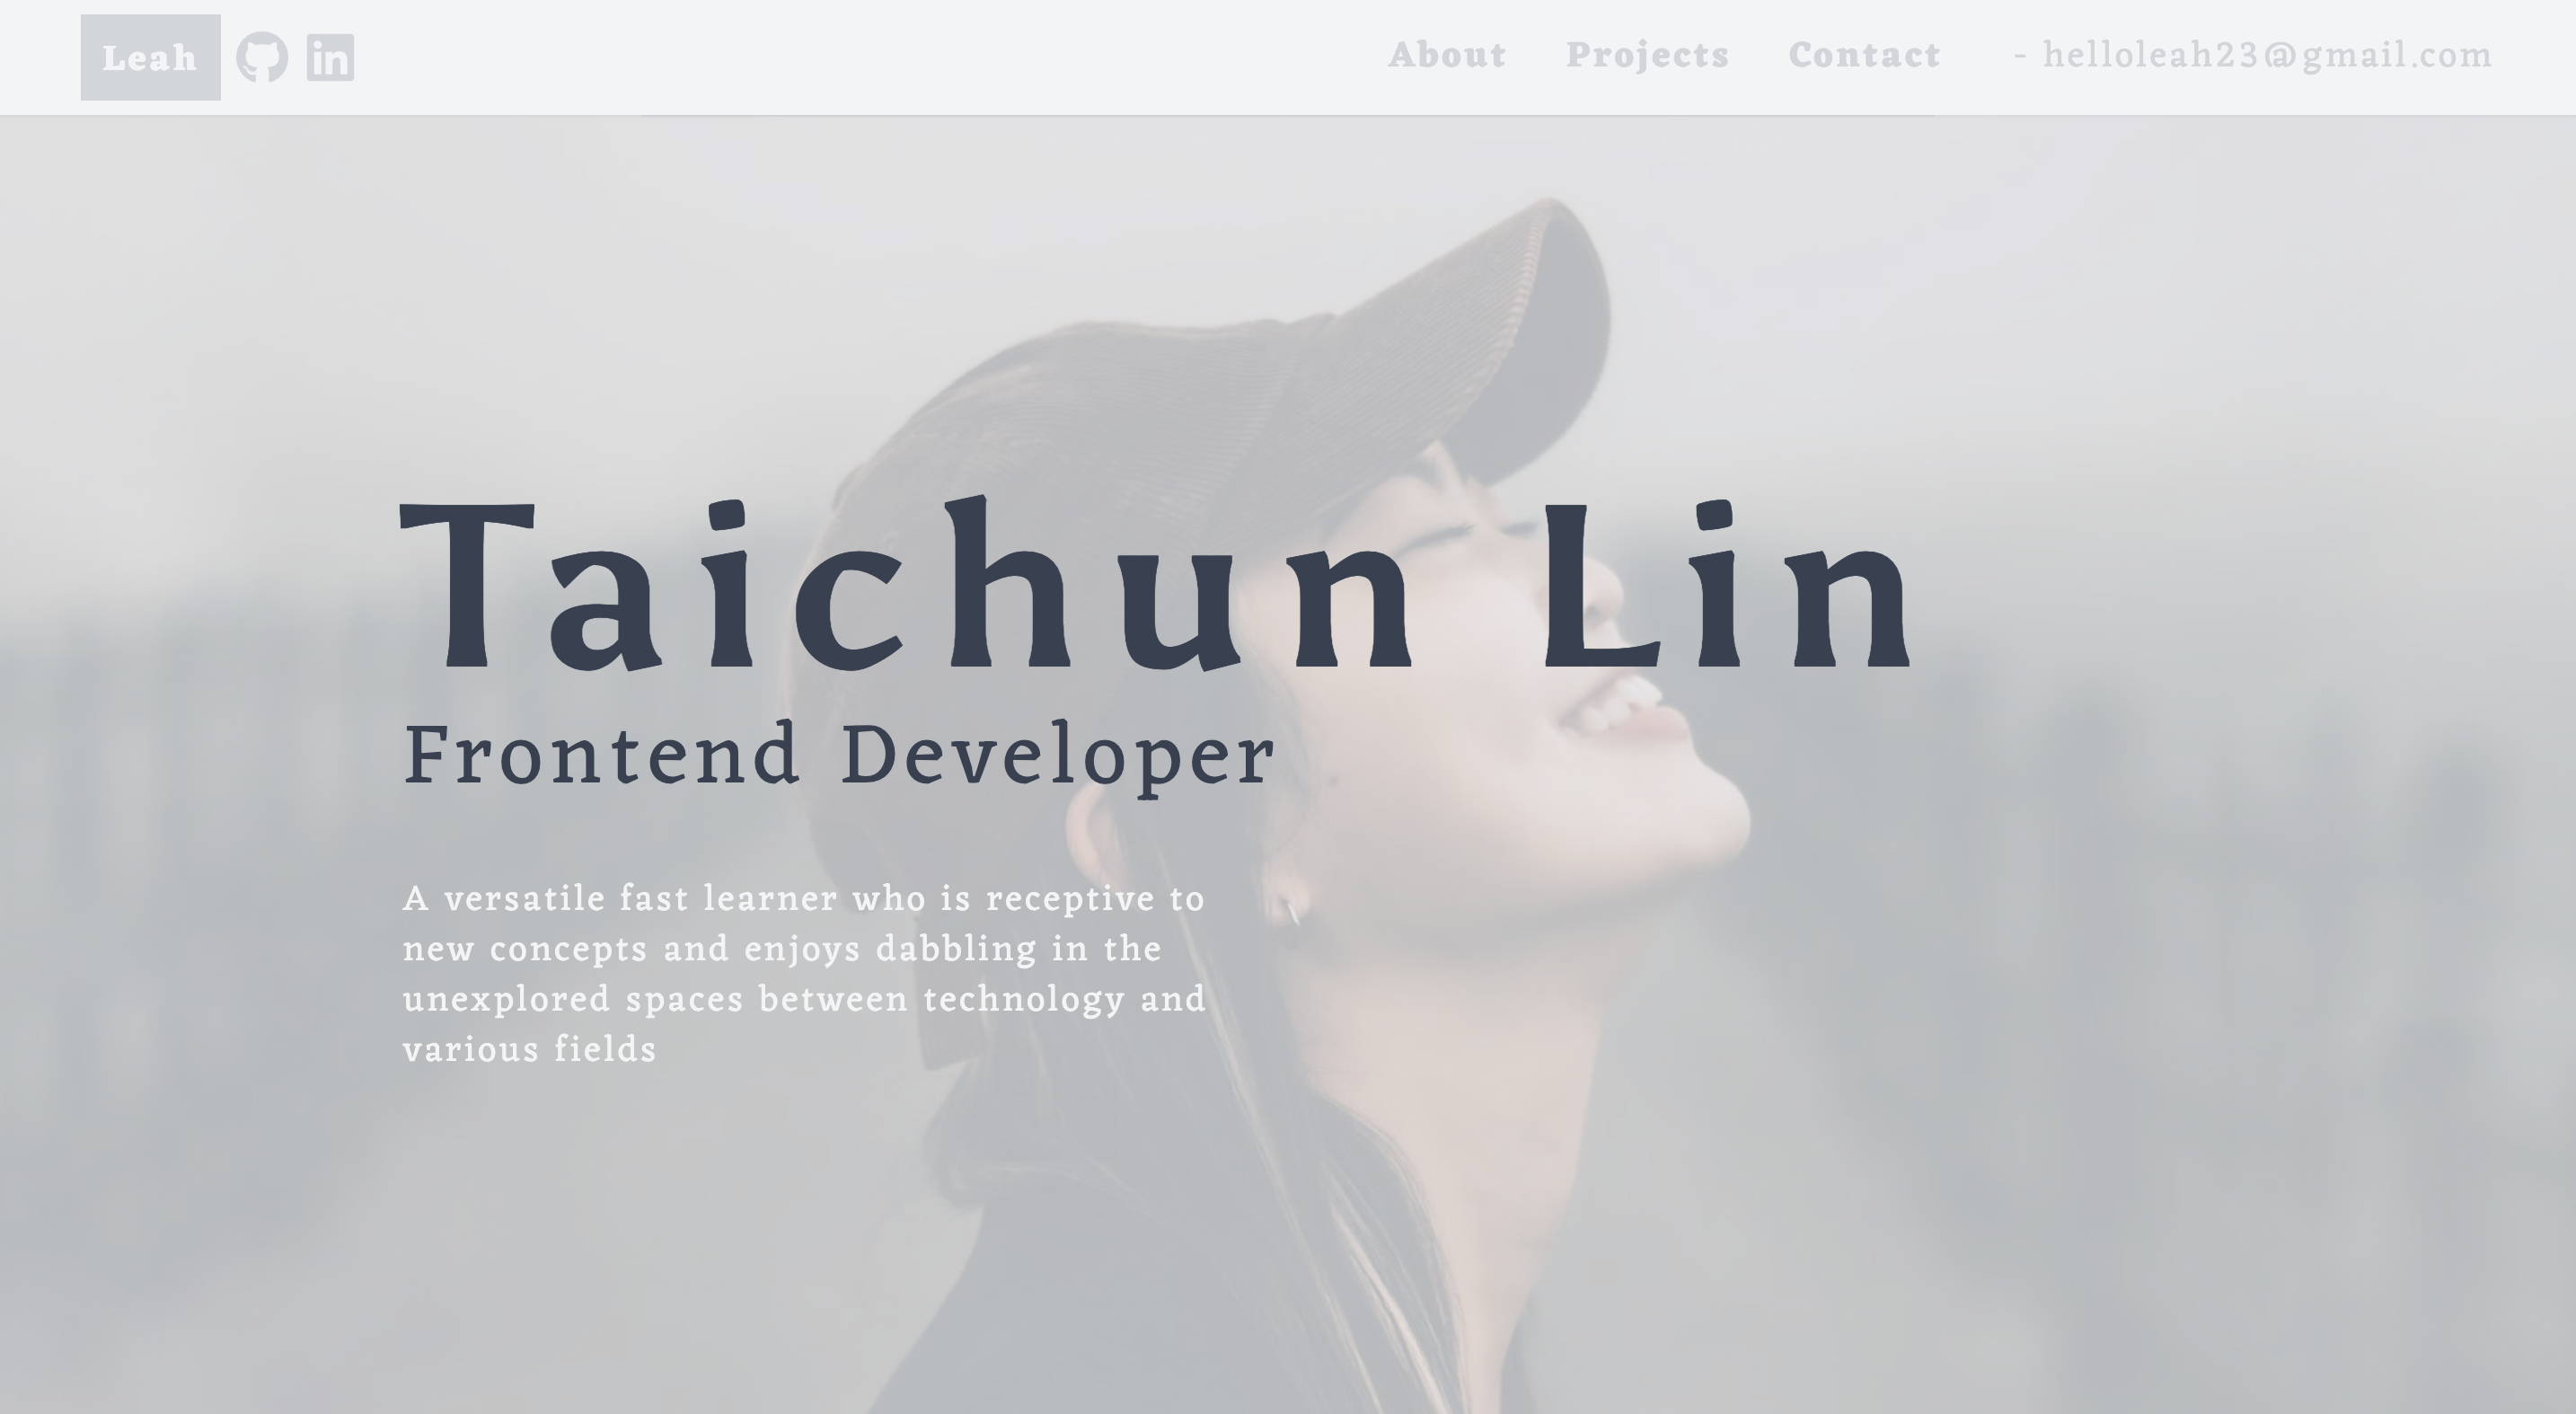 Leah
in
About Projects Contact - helloleah23@gmail.com
Taichun Lin
Frontend Developer
A versatile fast learner who is receptive to
new concepts and enjoys dabbling in the
unexplored spaces between technology and
various fields